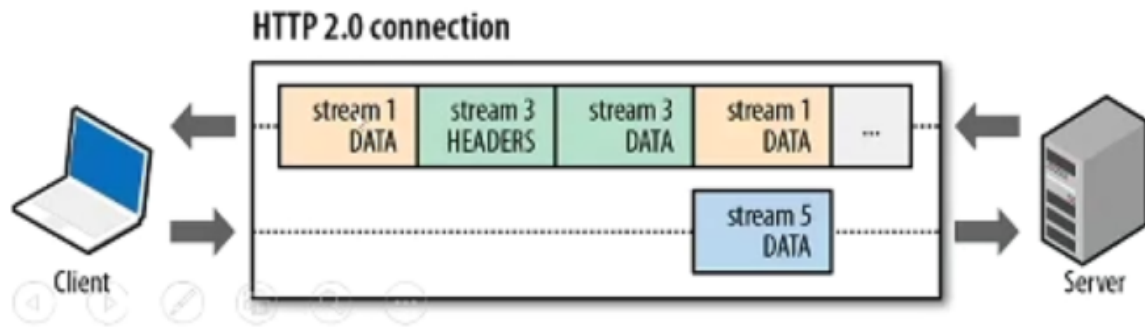 HTTP 2.0 connection
stream 1
DATA
stream 3
HEADERS
stream 3
DATA
stream 1
DATA
...
stream 5
DATA
Client
Server